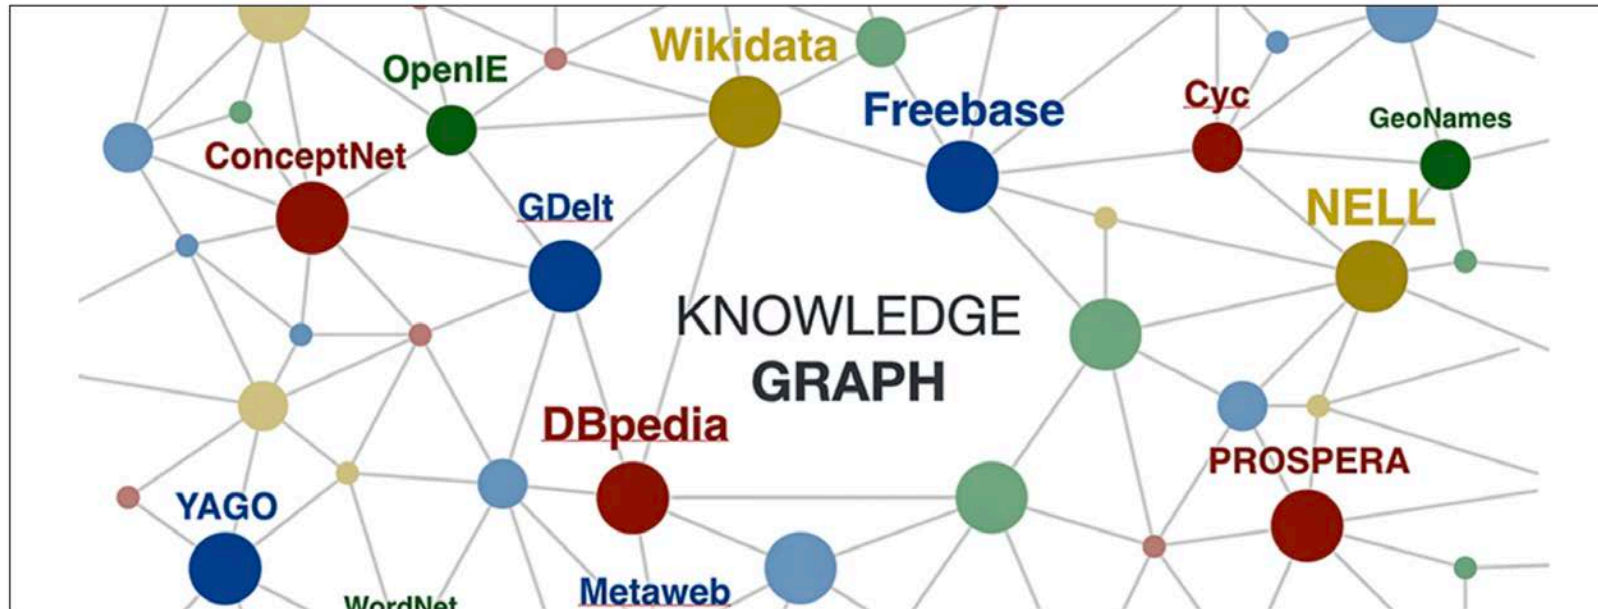 Wikidata
OpenIE
Freebase
Cyc
GeoNames
ConceptNet
GDelt
NELL
KNOWLEDGE
GRAPH
DBpedia
PROSPERA
YAGO
Metaweb
WordNet